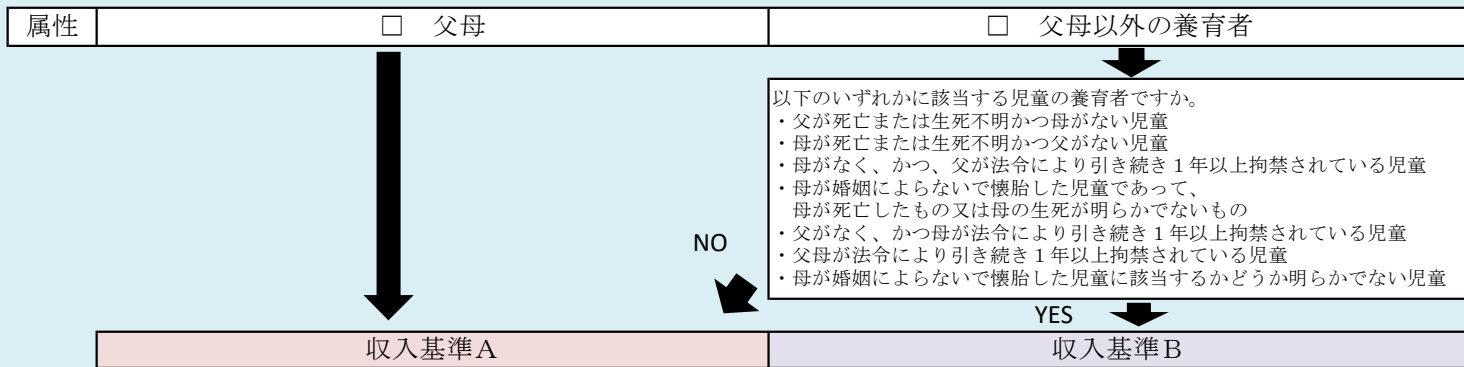 属性
□　父母
□　父母以外の養育者
以下のいずれかに該当する児童の養育者ですか。
・父が死亡または生死不明かつ母がない児童
・母が死亡または生死不明かつ父がない児童
・母がなく、かつ、父が法令により引き続き１年以上拘禁されている児童
・母が婚姻によらないで懐胎した児童であって、
　母が死亡したもの又は母の生死が明らかでないもの
・父がなく、かつ母が法令により引き続き１年以上拘禁されている児童
・父母が法令により引き続き１年以上拘禁されている児童
・母が婚姻によらないで懐胎した児童に該当するかどうか明らかでない児童
NO
YES
収入基準A
収入基準B